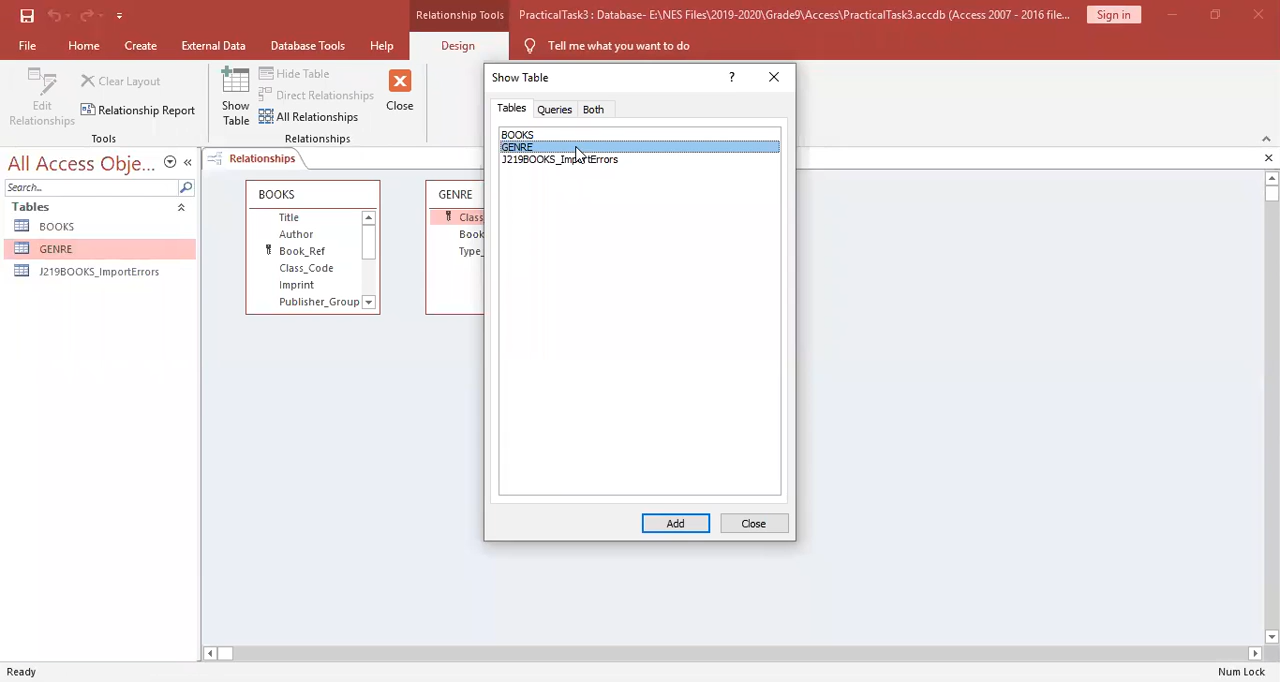 Relationship Tools
PracticalTask3 : Database- E:\NES Files\2019-2020\Grade9\Access\PracticalTask3.accdb (Access 2007 - 2016 file...
Sign in
File
Home
Create
External Data
Database Tools
Help
Design
Tell me what you want to do
Edit
Relationships
Clear Layout
Relationship Report
Tools
Show
Table
Hide Table
Direct Relationships
All Relationships
Close
Relationships
All Access Obje...
Search...
Tables
BOOKS
GENRE
J219BOOKS_ImportErrors
Relationships
BOOKS
Title
Author
Book_Ref
Class_Code
Imprint
Publisher_Group
GENRE
Class
Book
Type_
Show Table
?
Tables
Queries
Both
BOOKS
GENRE
J219BOOKS_ImportErrors
Add
Close
Ready
Num Lock